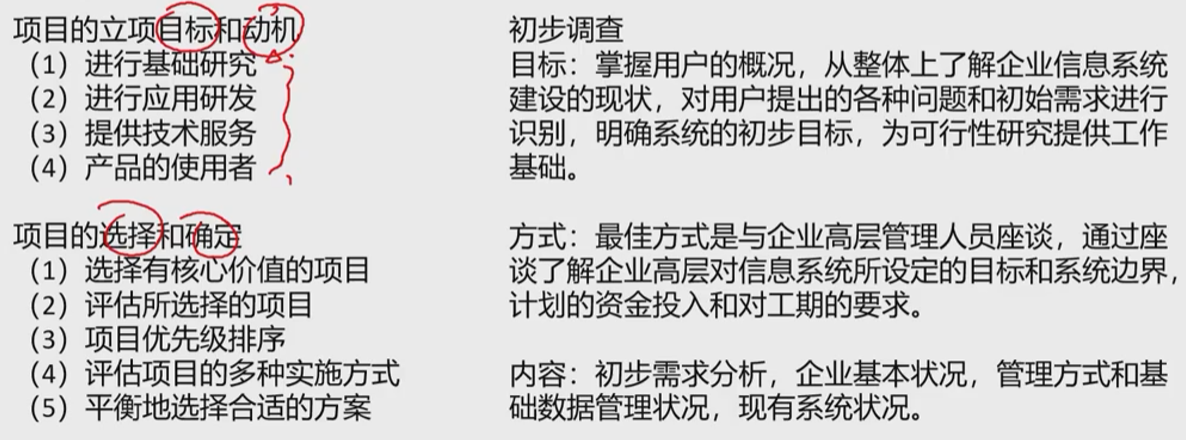 项目的立项目标和动机
（1）进行基础研究
（2）进行应用研发
（3）提供技术服务
（4）产品的使用者
项目的选择和确定
（1）选择有核心价值的项目
（2）评估所选择的项目
（3）项目优先级排序
（4）评估项目的多种实施方式
（5）平衡地选择合适的方案
初步调查
目标：掌握用户的概况，从整体上了解企业信息系统
建设的现状，对用户提出的各种问题和初始需求进行
识别，明确系统的初步目标，为可行性研究提供工作
基础。
方式：最佳方式是与企业高层管理人员座谈，通过座
谈了解企业高层对信息系统所设定的目标和系统边界，
计划的资金投入和对工期的要求。
内容：初步需求分析，企业基本状况，管理方式和基
础数据管理状况，现有系统状况。